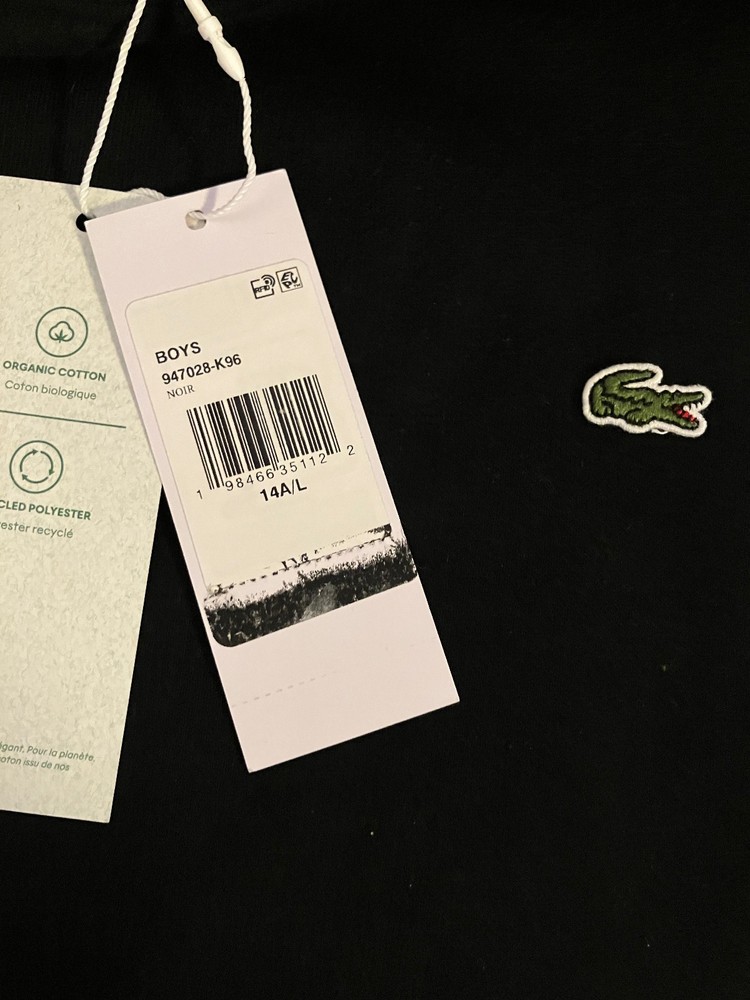 ORGANIC COTTON
Coton biologique
CLED POLYESTER
ester recyclé
gant. Pour la planète,
oton issu de nos
RFID
BOYS
947028-K96
NOIR
1 98466 35112 2
14A/L